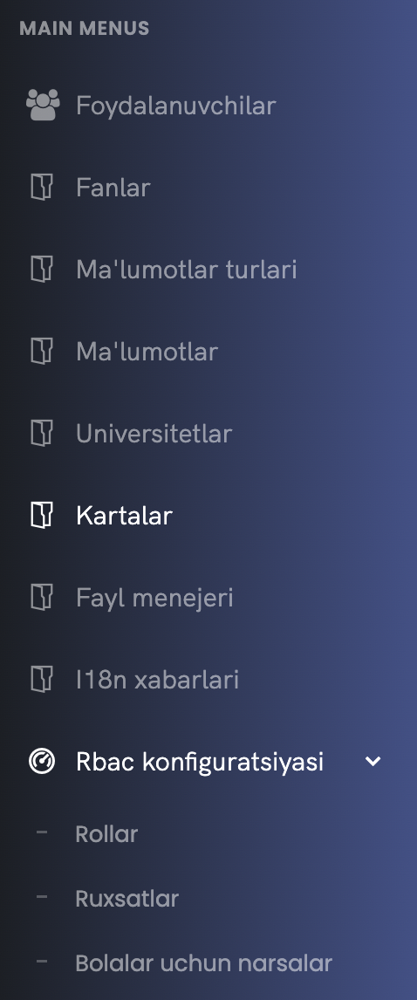 MAIN MENUS
Foydalanuvchilar
Fanlar
Ma'lumotlar turlari
Ma'lumotlar
Universitetlar
Kartalar
Fayl menejeri
I18n xabarlari
Rbac konfiguratsiyasi
Rollar
Ruxsatlar
Bolalar uchun narsalar